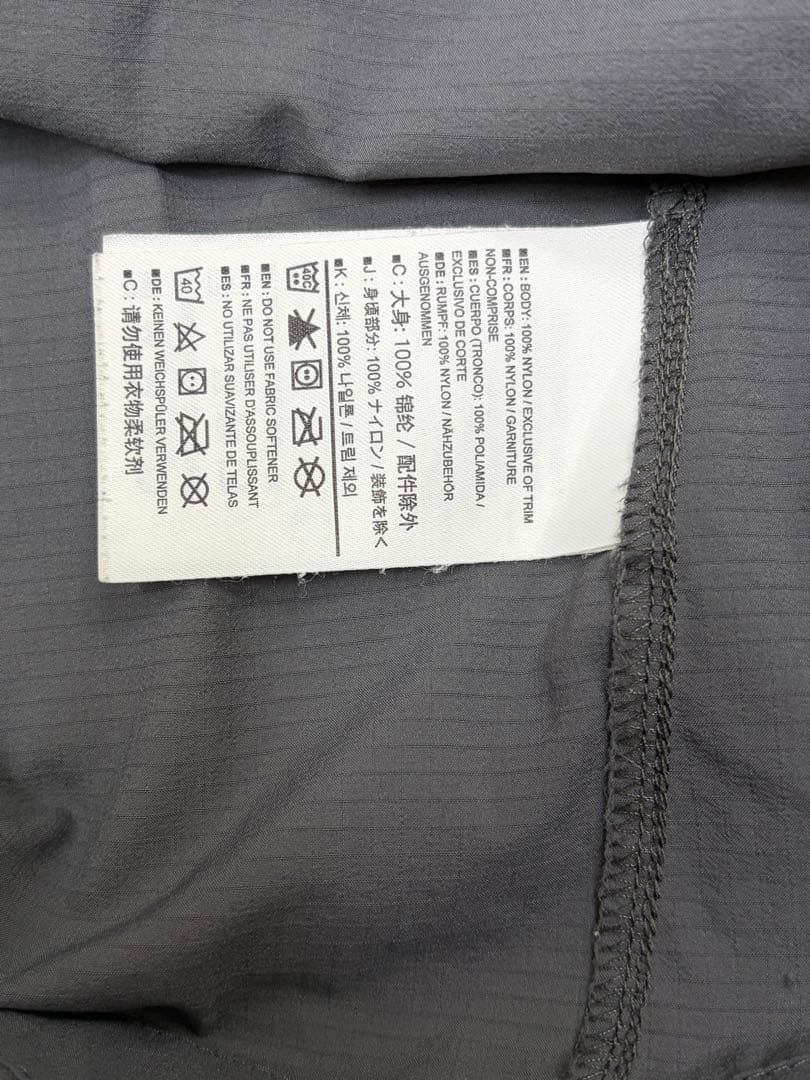 ■EN: BODY: 100% NYLON / EXCLUSIVE OF TRIM
■FR: CORPS: 100% NYLON / GARNITURE
NON-COMPRISE
■ES: CUERPO (TRONCO): 100% POLIAMIDA /
EXCLUSIVO DE CORTE
■DE: RUMPF: 100% NYLON / NÄHZUBEHÖR
AUSGENOMMEN
■C: 大身: 100% 锦纶 / 配件除外
■J: 身頃部分: 100% ナイロン / 装飾を除く
■K: 신체: 100% 나일론 / 트림 제외
40C
■EN: DO NOT USE FABRIC SOFTENER
■FR: NE PAS UTILISER D'ASSOUPLISSANT
■ES: NO UTILIZAR SUAVIZANTE DE TELAS
40
■DE: KEINEN WEICHSPÜLER VERWENDEN
■C: 请勿使用衣物柔软剂